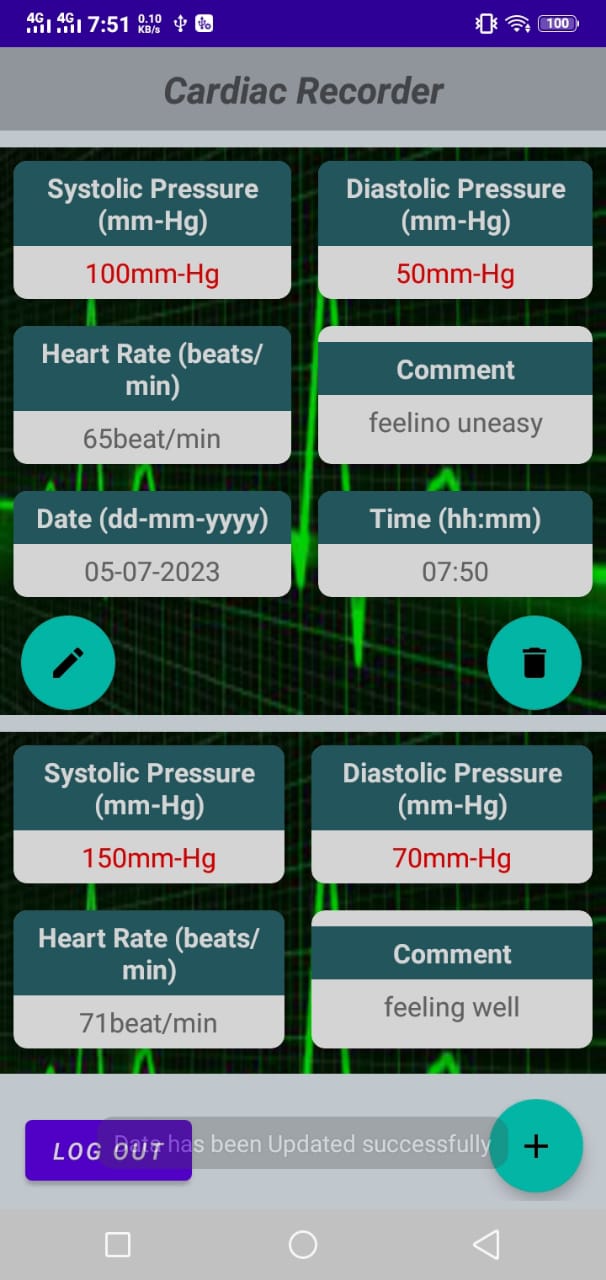 4G 4G 7:51 0.10 KB/s 100
Cardiac Recorder
Systolic Pressure
(mm-Hg)
100mm-Hg
Diastolic Pressure
(mm-Hg)
50mm-Hg
Heart Rate (beats/
min)
65beat/min
Comment
feelino uneasy
Date (dd-mm-yyyy)
05-07-2023
Time (hh:mm)
07:50
Systolic Pressure
(mm-Hg)
150mm-Hg
Diastolic Pressure
(mm-Hg)
70mm-Hg
Heart Rate (beats/
min)
71beat/min
Comment
feeling well
LOG OUT
Data has been Updated successfully
+